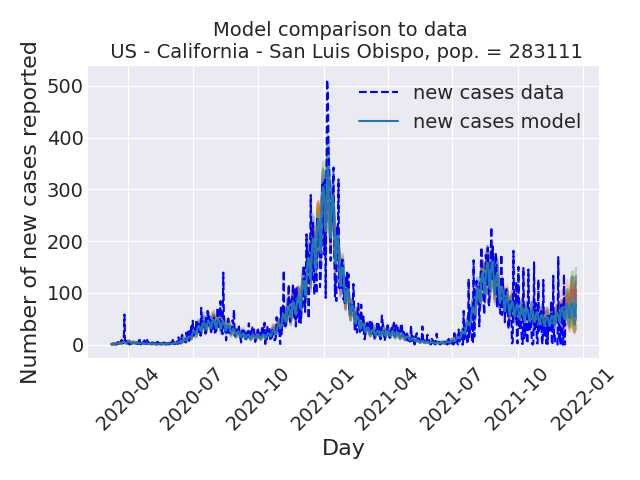 Model comparison to data
US - California - San Luis Obispo, pop. = 283111
Number of new cases reported
500
400
300
200
100
0
new cases data
new cases model
2020-04
2020-07
2020-10
2021-01
2021-04
2021-07
2021-10
2022-01
Day